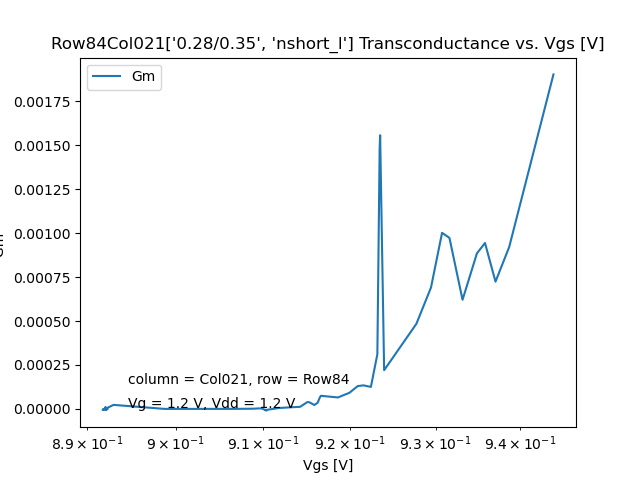 Row84Col021['0.28/0.35', 'nshort_l'] Transconductance vs. Vgs [V]
Gm
0.00175
0.00150
0.00125
0.00100
0.00075
0.00050
0.00025
0.00000
Gm
column = Col021, row = Row84
Vg = 1.2 V, Vdd = 1.2 V
8.9 × 10⁻¹ 9 × 10⁻¹ 9.1 × 10⁻¹ 9.2 × 10⁻¹ 9.3 × 10⁻¹ 9.4 × 10⁻¹
Vgs [V]